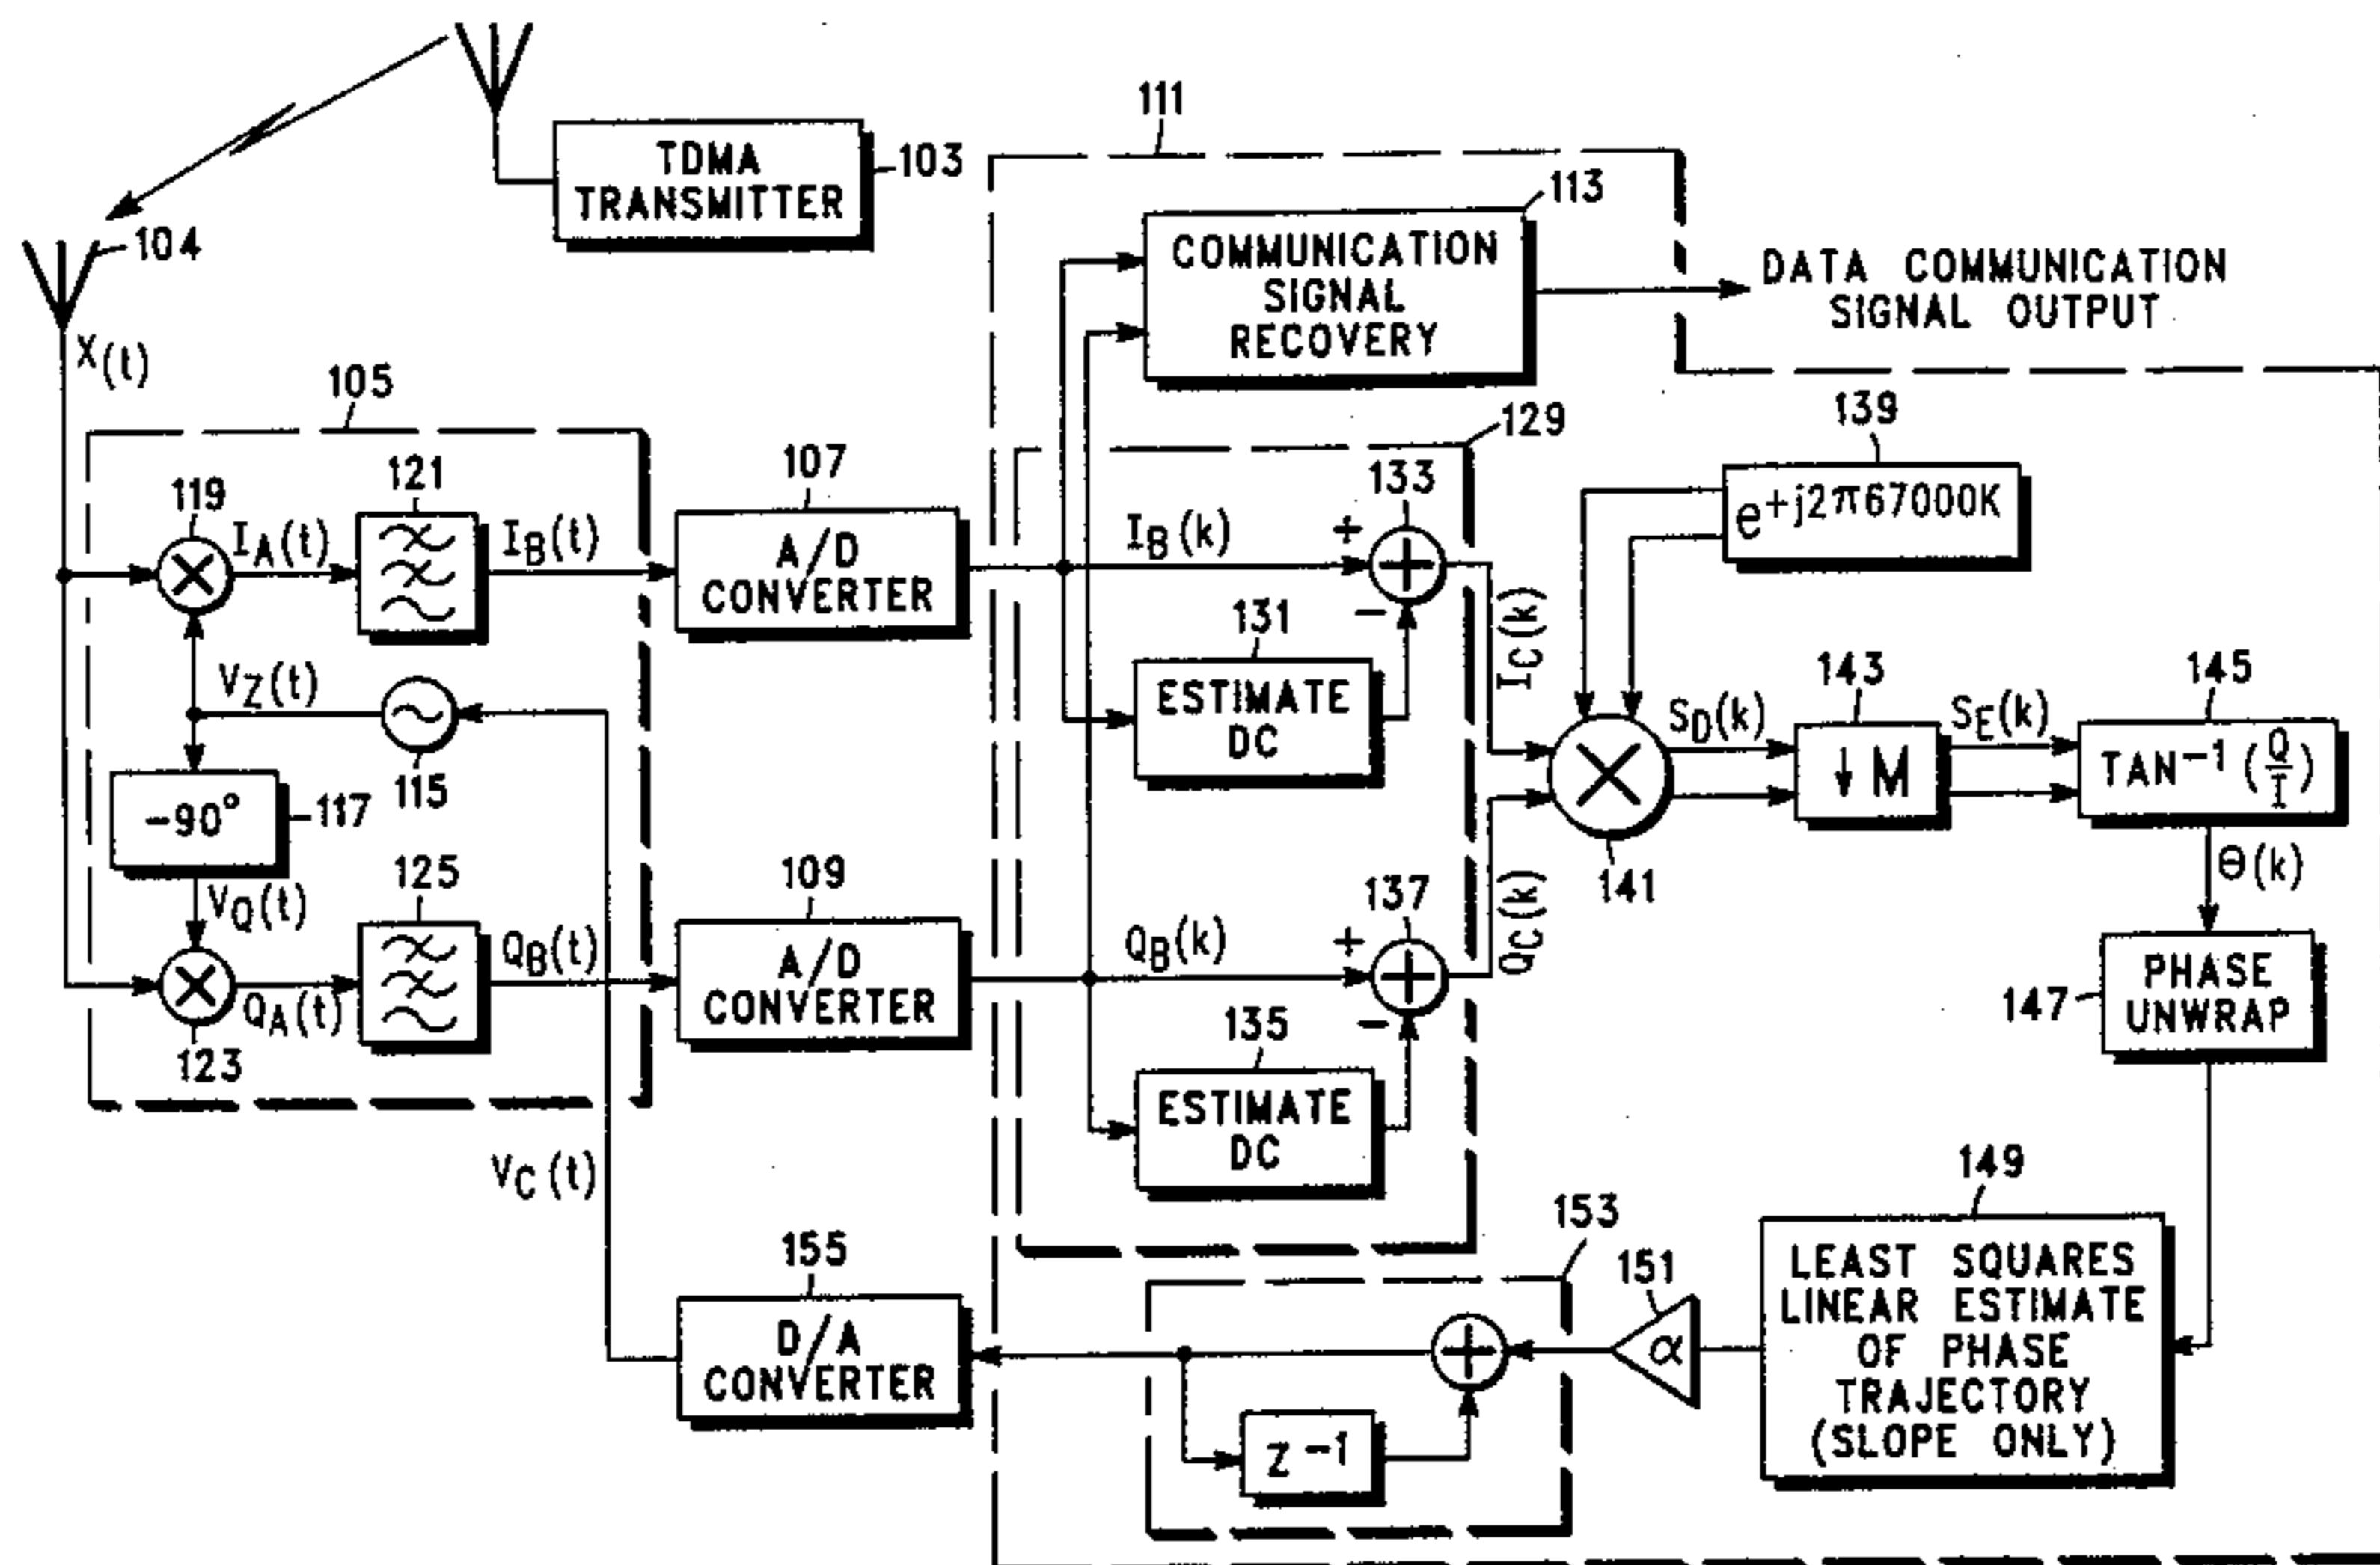 111
TDMA
TRANSMITTER
103
113
104
COMMUNICATION
SIGNAL
RECOVERY
DATA COMMUNICATION
SIGNAL OUTPUT
X(t)
105
129
139
107
133
121
119
e+j2π67000K
IA(t)
IB(t)
A/D
CONVERTER
IB(k)
+
−
IC(k)
131
ESTIMATE
DC
VZ(t)
115
143
145
SD(k)
SE(k)
↓M
TAN−1 (Q/I)
141
-90°
117
109
137
Θ(k)
VQ(t)
125
QB(t)
A/D
CONVERTER
QB(k)
+
−
QC(k)
PHASE
UNWRAP
147
QA(t)
123
135
ESTIMATE
DC
VC(t)
149
153
155
151
LEAST SQUARES
LINEAR ESTIMATE
OF PHASE
TRAJECTORY
(SLOPE ONLY)
D/A
CONVERTER
α
Z−1